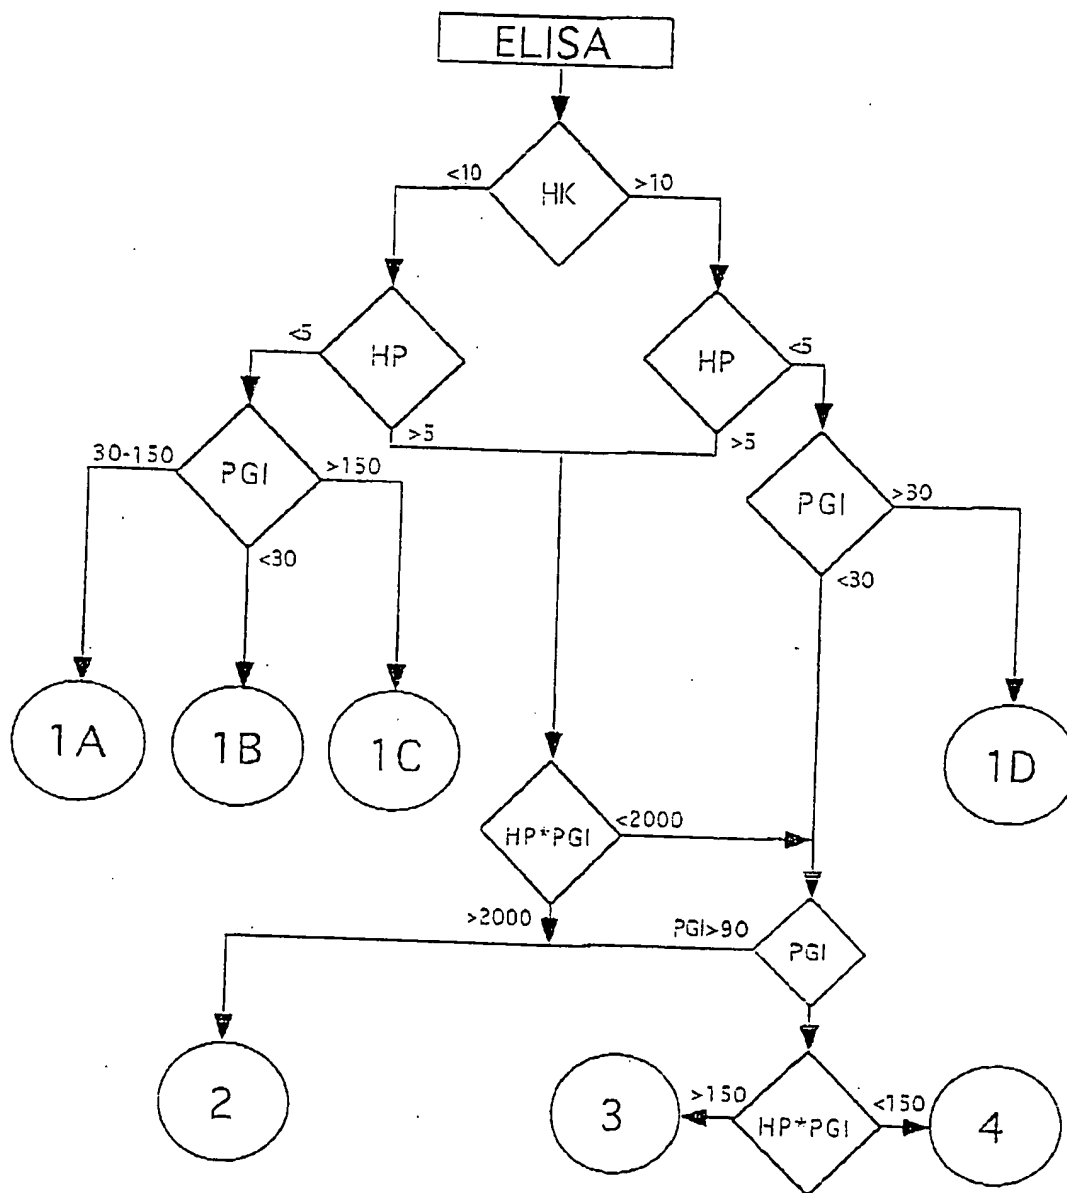 ELISA
<10
HK
>10
<5
HP
HP
<5
>5
>5
30-150
PGI
>150
<30
PGI
>30
<30
1A
1B
1C
1D
HP*PGI
<2000
>2000
PGI>90
PGI
2
3
>150
HP*PGI
<150
4